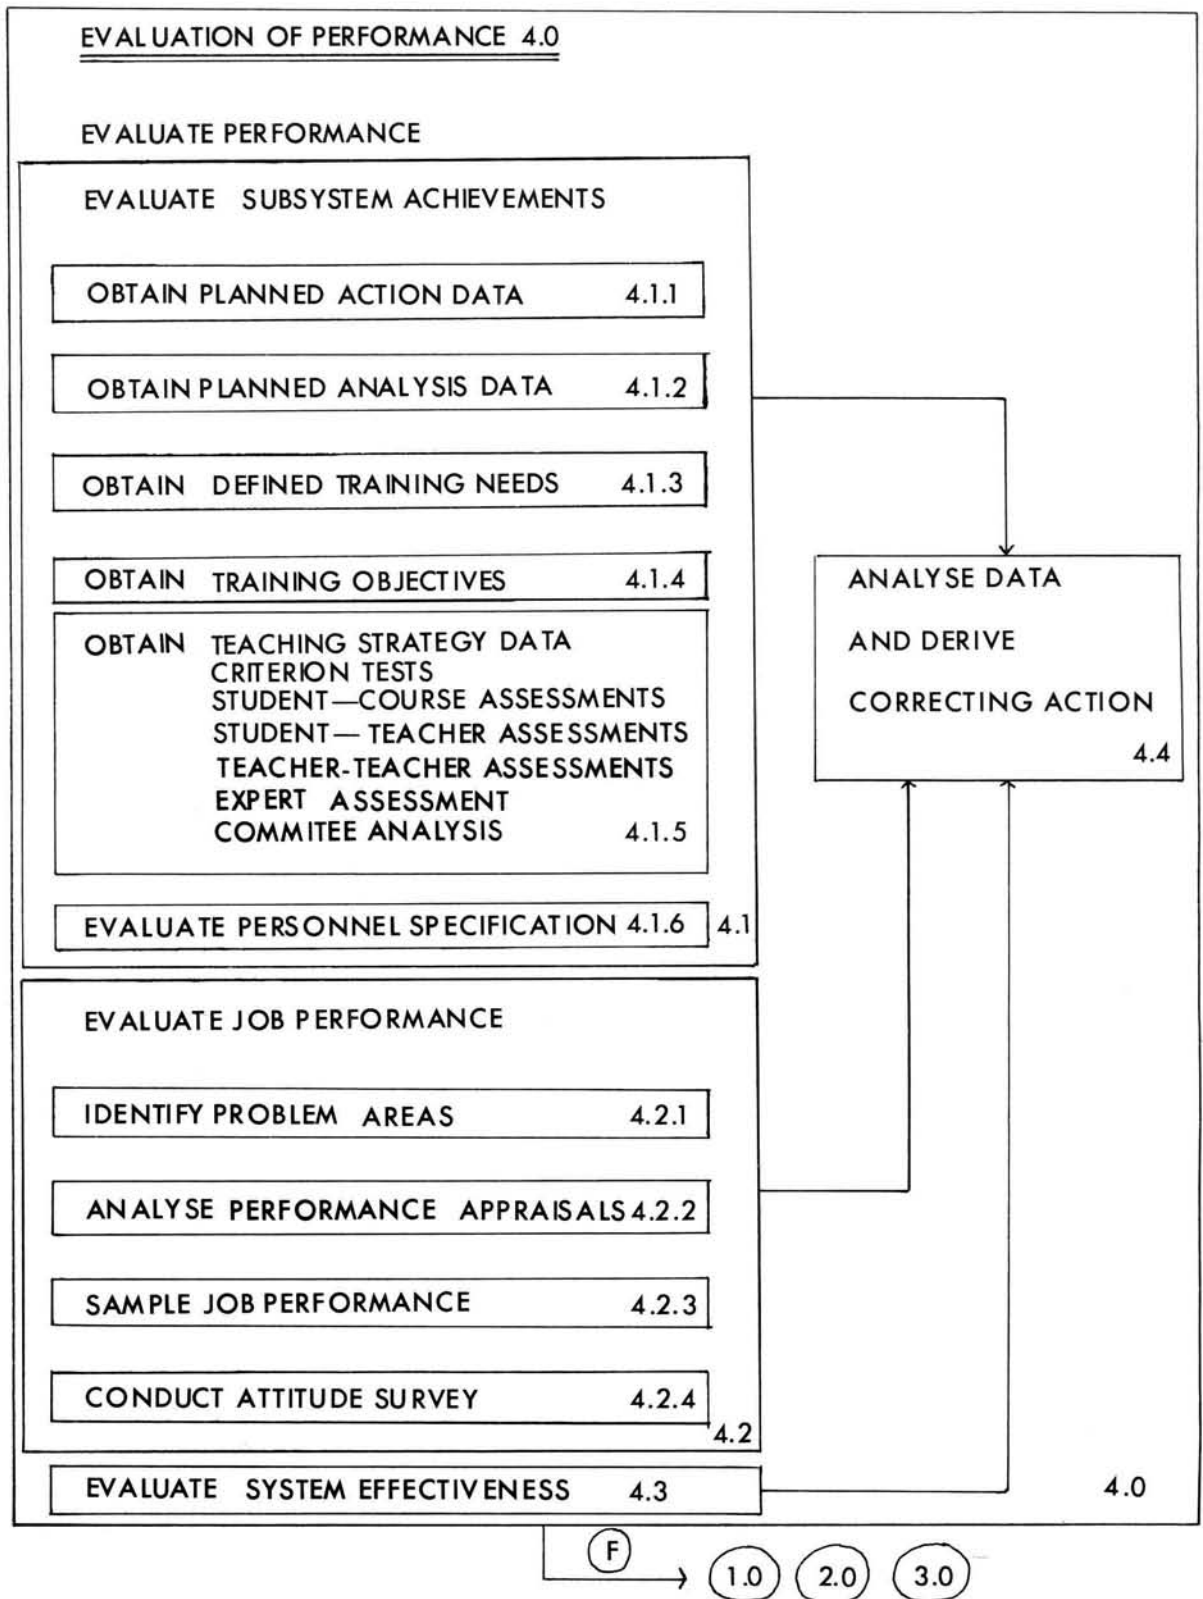 EVALUATION OF PERFORMANCE 4.0
EVALUATE PERFORMANCE
EVALUATE SUBSYSTEM ACHIEVEMENTS
OBTAIN PLANNED ACTION DATA 4.1.1
OBTAIN PLANNED ANALYSIS DATA 4.1.2
OBTAIN DEFINED TRAINING NEEDS 4.1.3
OBTAIN TRAINING OBJECTIVES 4.1.4
OBTAIN TEACHING STRATEGY DATA
CRITERION TESTS
STUDENT—COURSE ASSESSMENTS
STUDENT— TEACHER ASSESSMENTS
TEACHER-TEACHER ASSESSMENTS
EXPERT ASSESSMENT
COMMITEE ANALYSIS 4.1.5
EVALUATE PERSONNEL SPECIFICATION 4.1.6 4.1
EVALUATE JOB PERFORMANCE
IDENTIFY PROBLEM AREAS 4.2.1
ANALYSE PERFORMANCE APPRAISALS 4.2.2
SAMPLE JOB PERFORMANCE 4.2.3
CONDUCT ATTITUDE SURVEY 4.2.4
4.2
EVALUATE SYSTEM EFFECTIVENESS 4.3
ANALYSE DATA
AND DERIVE
CORRECTING ACTION
4.4
4.0
F
1.0 2.0 3.0